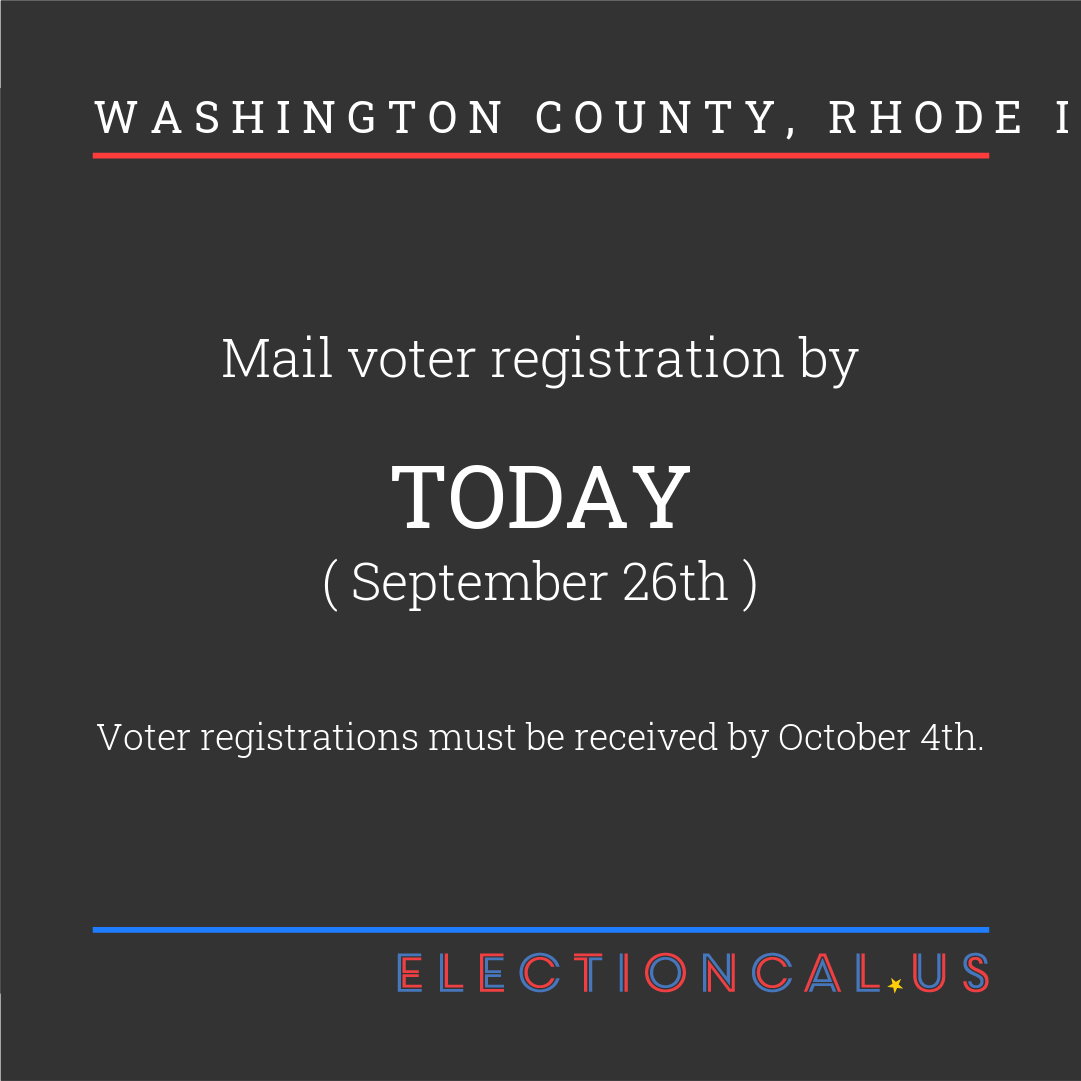 WASHINGTON COUNTY, RHODE I
Mail voter registration by
TODAY
( September 26th )
Voter registrations must be received by October 4th.
ELECTIONCAL.US